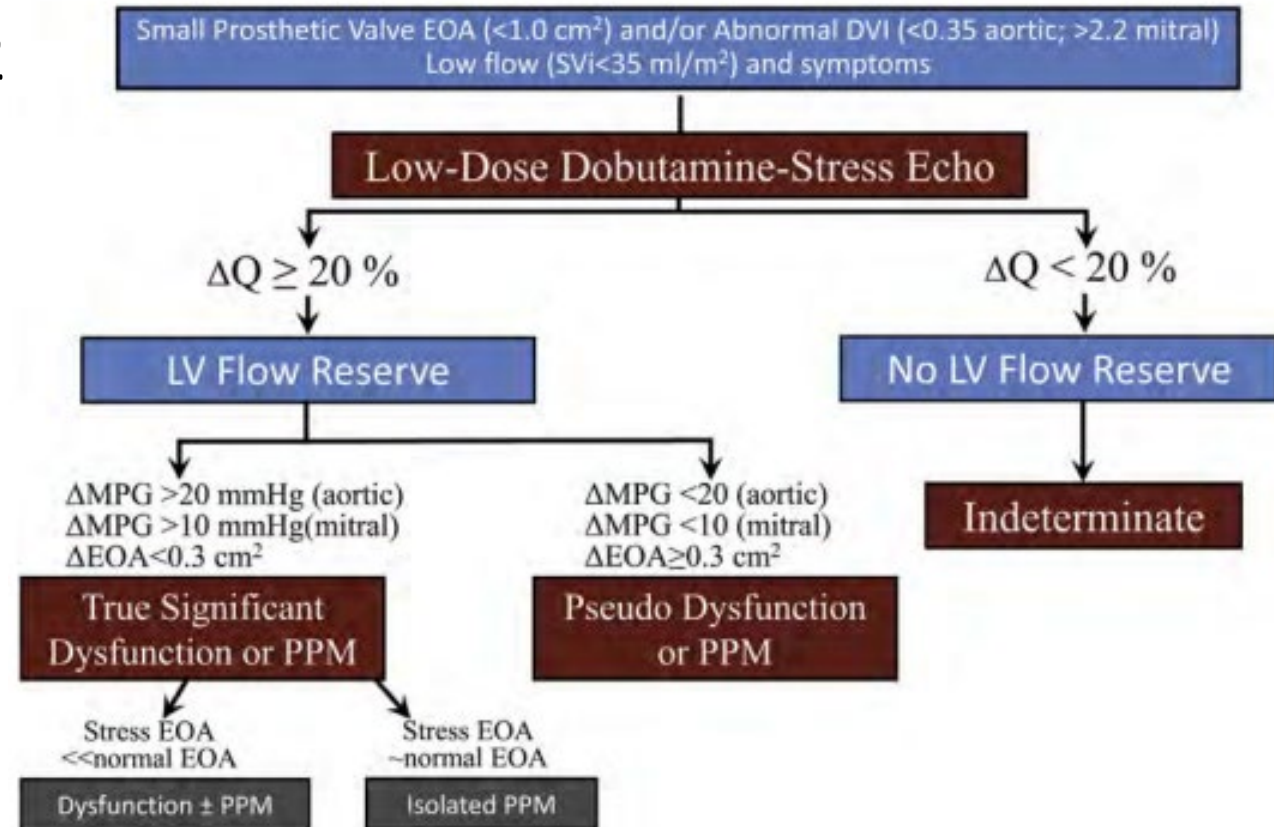 Small Prosthetic Valve EOA (<1.0 cm²) and/or Abnormal DVI (<0.35 aortic; >2.2 mitral)
Low flow (SVi<35 ml/m²) and symptoms
Low-Dose Dobutamine-Stress Echo
ΔQ ≥ 20 %
ΔQ < 20 %
LV Flow Reserve
No LV Flow Reserve
ΔMPG >20 mmHg (aortic)
ΔMPG >10 mmHg(mitral)
ΔEOA<0.3 cm²
ΔMPG <20 (aortic)
ΔMPG <10 (mitral)
ΔEOA≥0.3 cm²
Indeterminate
True Significant
Dysfunction or PPM
Pseudo Dysfunction
or PPM
Stress EOA
<<normal EOA
Stress EOA
~normal EOA
Dysfunction ± PPM
Isolated PPM